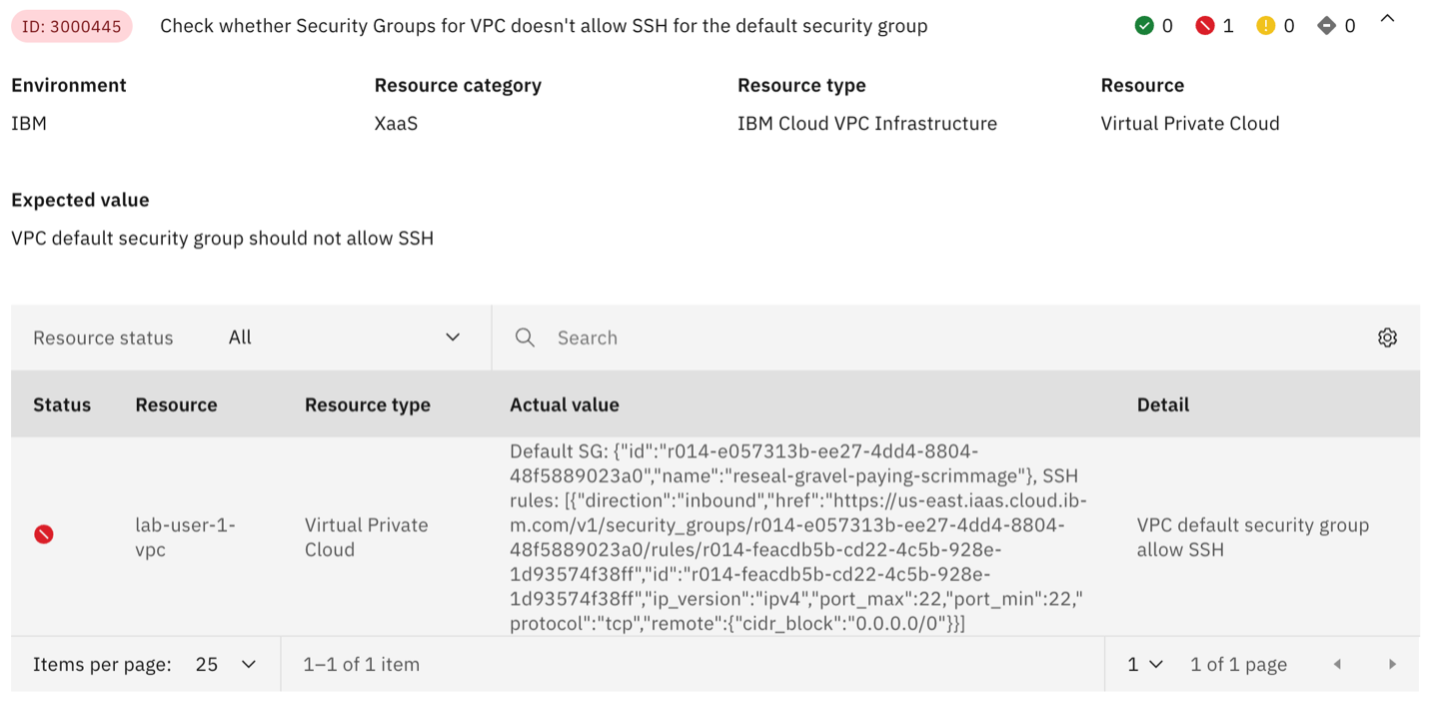 ID: 3000445 Check whether Security Groups for VPC doesn't allow SSH for the default security group 0 1 0 0
Environment Resource category Resource type Resource
IBM XaaS IBM Cloud VPC Infrastructure Virtual Private Cloud
Expected value
VPC default security group should not allow SSH
Resource status All Search
Status Resource Resource type Actual value Detail
lab-user-1-
vpc
Virtual Private
Cloud
Default SG: {"id":"r014-e057313b-ee27-4dd4-8804-
48f5889023a0","name":"reseal-gravel-paying-scrimmage"}, SSH
rules: [{"direction":"inbound","href":"https://us-east.iaas.cloud.ib-
m.com/v1/security_groups/r014-e057313b-ee27-4dd4-8804-
48f5889023a0/rules/r014-feacdb5b-cd22-4c5b-928e-
1d93574f38ff","id":"r014-feacdb5b-cd22-4c5b-928e-
1d93574f38ff","ip_version":"ipv4","port_max":22,"port_min":22,"
protocol":"tcp","remote":{"cidr_block":"0.0.0.0/0"}}]
VPC default security group
allow SSH
Items per page: 25 1–1 of 1 item 1 1 of 1 page